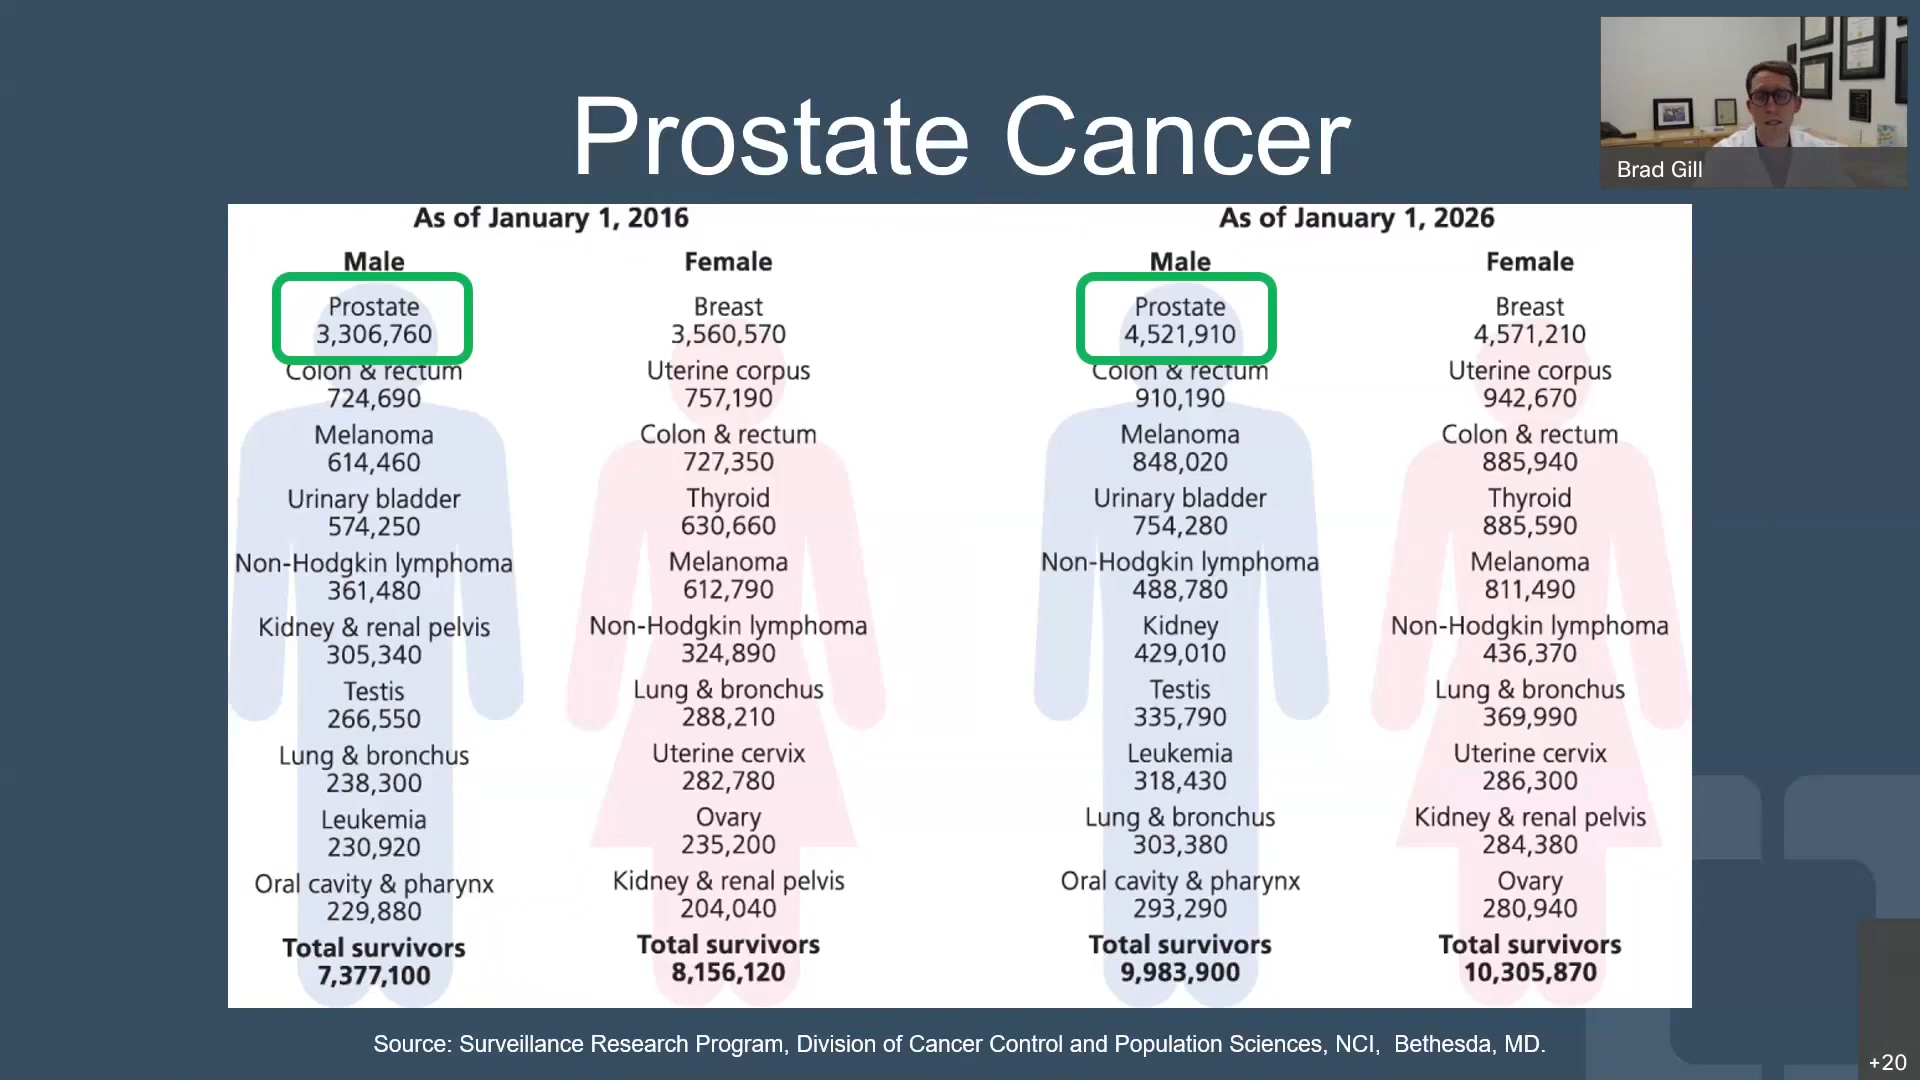 Prostate Cancer
Brad Gill
As of January 1, 2016
Male
Prostate
3,306,760
Colon & rectum
724,690
Melanoma
614,460
Urinary bladder
574,250
Non-Hodgkin lymphoma
361,480
Kidney & renal pelvis
305,340
Testis
266,550
Lung & bronchus
238,300
Leukemia
230,920
Oral cavity & pharynx
229,880
Total survivors
7,377,100
Female
Breast
3,560,570
Uterine corpus
757,190
Colon & rectum
727,350
Thyroid
630,660
Melanoma
612,790
Non-Hodgkin lymphoma
324,890
Lung & bronchus
288,210
Uterine cervix
282,780
Ovary
235,200
Kidney & renal pelvis
204,040
Total survivors
8,156,120
As of January 1, 2026
Male
Prostate
4,521,910
Colon & rectum
910,190
Melanoma
848,020
Urinary bladder
754,280
Non-Hodgkin lymphoma
488,780
Kidney
429,010
Testis
335,790
Leukemia
318,430
Lung & bronchus
303,380
Oral cavity & pharynx
293,290
Total survivors
9,983,900
Female
Breast
4,571,210
Uterine corpus
942,670
Colon & rectum
885,940
Thyroid
885,590
Melanoma
811,490
Non-Hodgkin lymphoma
436,370
Lung & bronchus
369,990
Uterine cervix
286,300
Kidney & renal pelvis
284,380
Ovary
280,940
Total survivors
10,305,870
Source: Surveillance Research Program, Division of Cancer Control and Population Sciences, NCI, Bethesda, MD.
+20